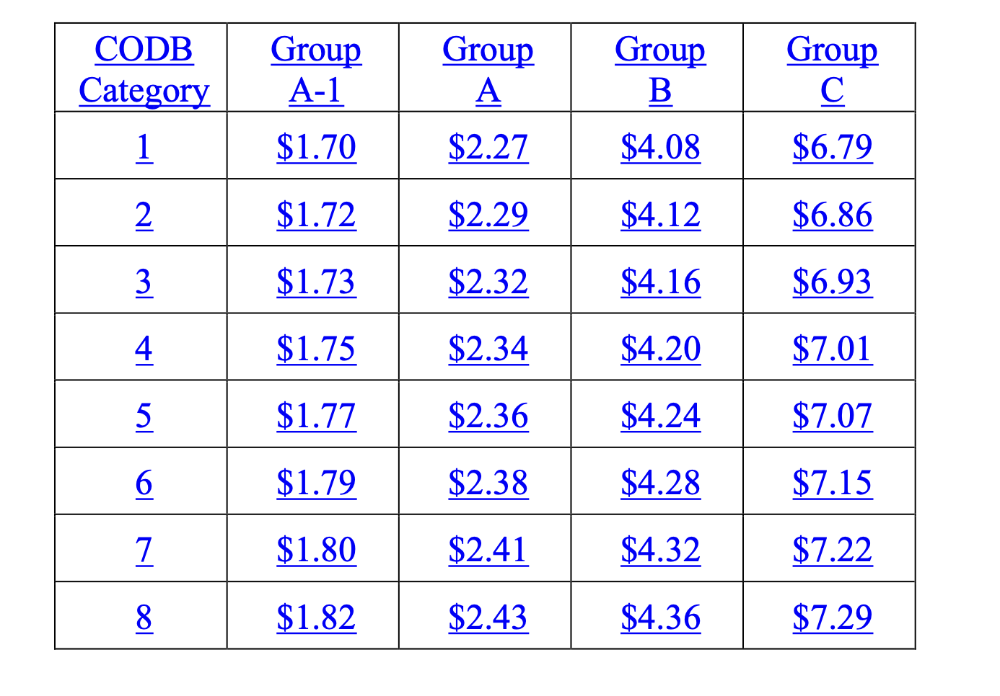 CODB Category Group A-1 Group A Group B Group C
1 $1.70 $2.27 $4.08 $6.79
2 $1.72 $2.29 $4.12 $6.86
3 $1.73 $2.32 $4.16 $6.93
4 $1.75 $2.34 $4.20 $7.01
5 $1.77 $2.36 $4.24 $7.07
6 $1.79 $2.38 $4.28 $7.15
7 $1.80 $2.41 $4.32 $7.22
8 $1.82 $2.43 $4.36 $7.29